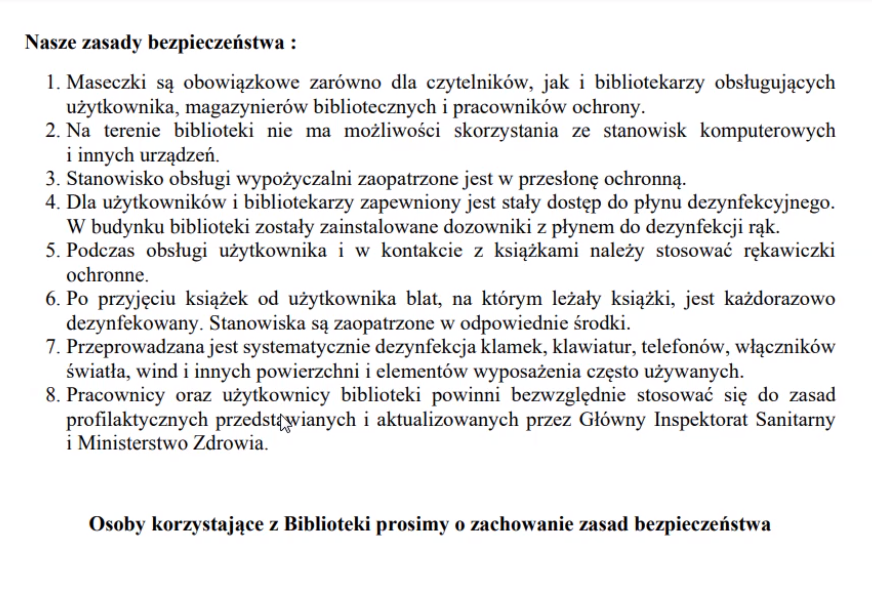 Nasze zasady bezpieczeństwa :
1. Maseczki są obowiązkowe zarówno dla czytelników, jak i bibliotekarzy obsługujących
użytkownika, magazynierów bibliotecznych i pracowników ochrony.
2. Na terenie biblioteki nie ma możliwości skorzystania ze stanowisk komputerowych
i innych urządzeń.
3. Stanowisko obsługi wypożyczalni zaopatrzone jest w przesłonę ochronną.
4. Dla użytkowników i bibliotekarzy zapewniony jest stały dostęp do płynu dezynfekcyjnego.
W budynku biblioteki zostały zainstalowane dozowniki z płynem do dezynfekcji rąk.
5. Podczas obsługi użytkownika i w kontakcie z książkami należy stosować rękawiczki
ochronne.
6. Po przyjęciu książek od użytkownika blat, na którym leżały książki, jest każdorazowo
dezynfekowany. Stanowiska są zaopatrzone w odpowiednie środki.
7. Przeprowadzana jest systematycznie dezynfekcja klamek, klawiatur, telefonów, włączników
światła, wind i innych powierzchni i elementów wyposażenia często używanych.
8. Pracownicy oraz użytkownicy biblioteki powinni bezwzględnie stosować się do zasad
profilaktycznych przedstawianych i aktualizowanych przez Główny Inspektorat Sanitarny
i Ministerstwo Zdrowia.
Osoby korzystające z Biblioteki prosimy o zachowanie zasad bezpieczeństwa